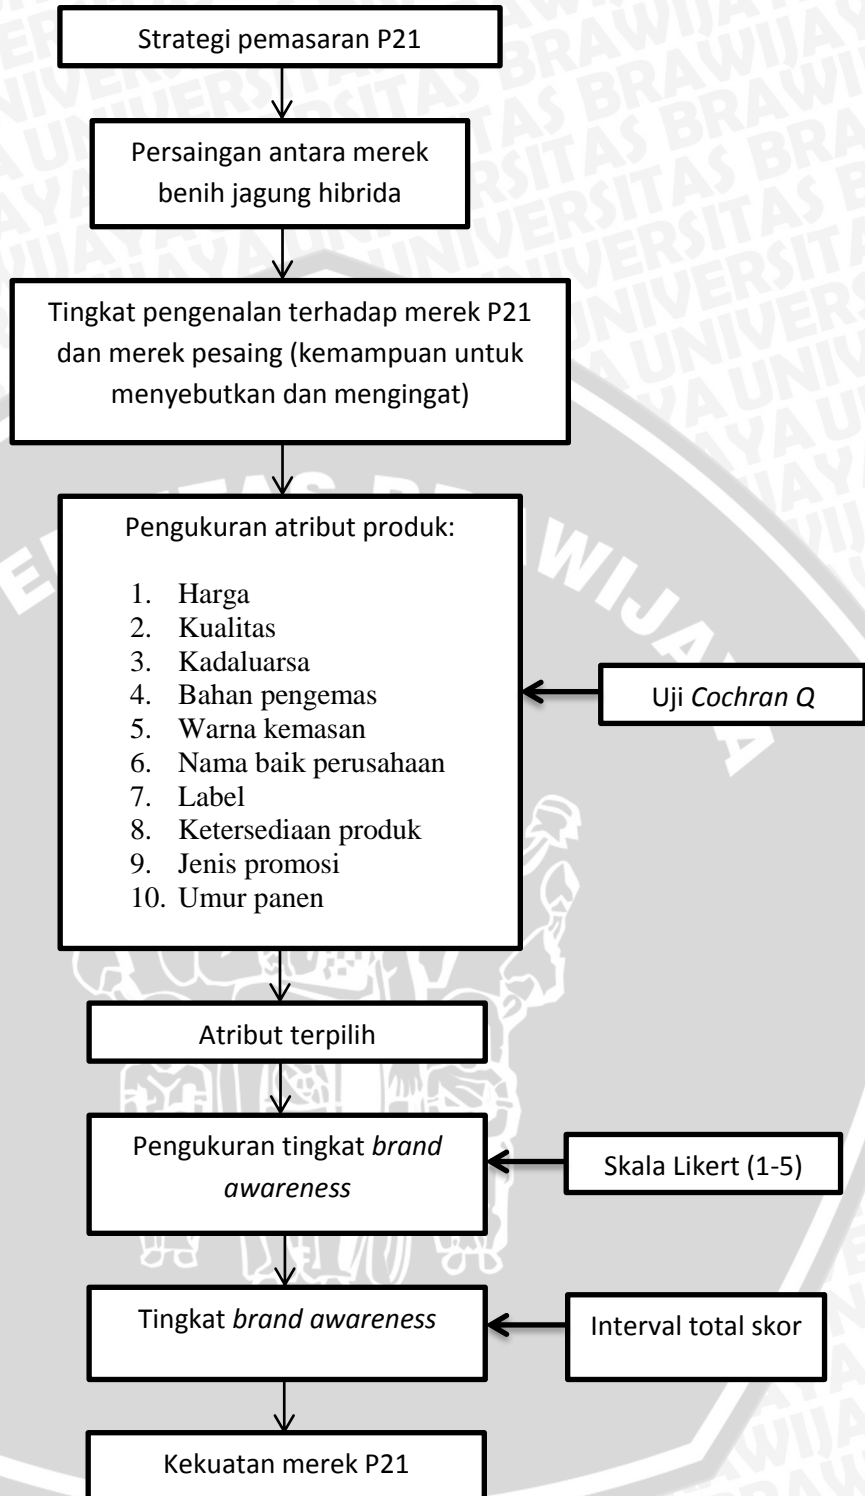 Strategi pemasaran P21
Persaingan antara merek
benih jagung hibrida
Tingkat pengenalan terhadap merek P21
dan merek pesaing (kemampuan untuk
menyebutkan dan mengingat)
Pengukuran atribut produk:
1. Harga
2. Kualitas
3. Kadaluarsa
4. Bahan pengemas
5. Warna kemasan
6. Nama baik perusahaan
7. Label
8. Ketersediaan produk
9. Jenis promosi
10. Umur panen
Uji Cochran Q
Atribut terpilih
Pengukuran tingkat brand
awareness
Skala Likert (1-5)
Tingkat brand awareness
Interval total skor
Kekuatan merek P21